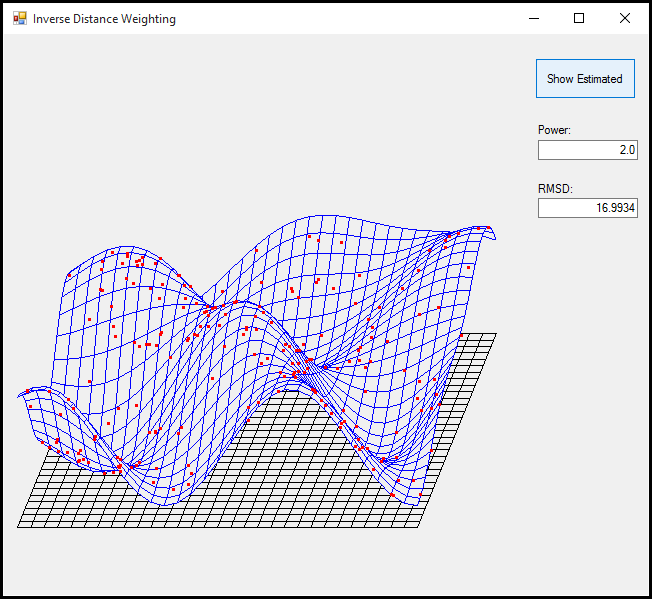 Inverse Distance Weighting
Show Estimated
Power:
2.0
RMSD:
16.9934